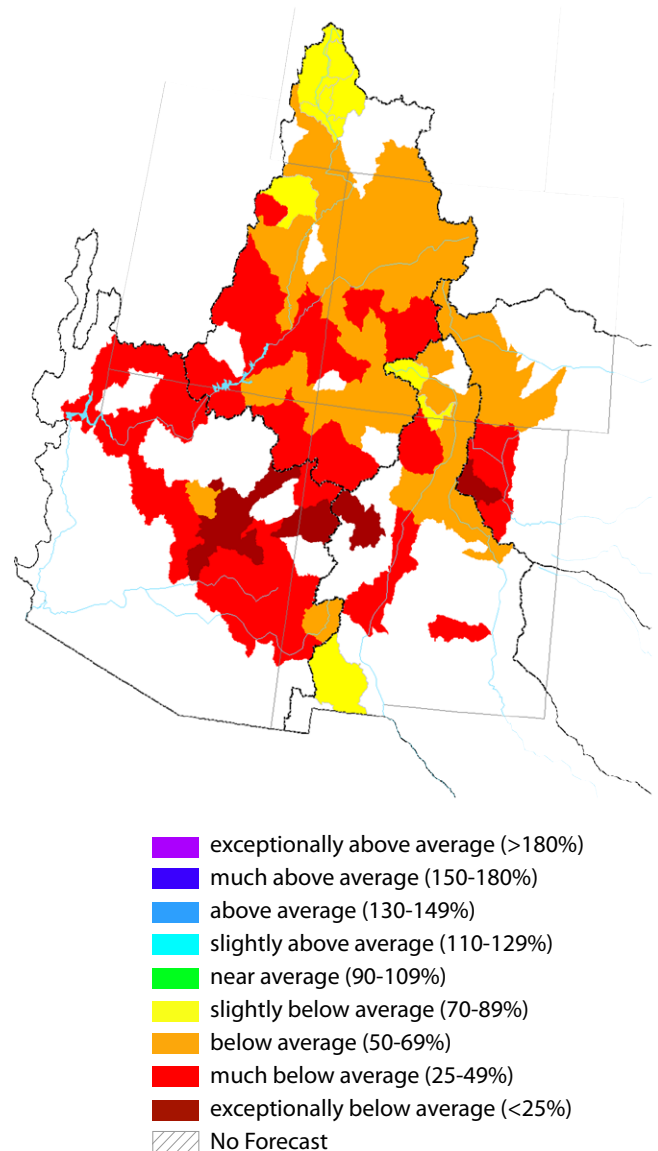 exceptionally above average (>180%)
much above average (150-180%)
above average (130-149%)
slightly above average (110-129%)
near average (90-109%)
slightly below average (70-89%)
below average (50-69%)
much below average (25-49%)
exceptionally below average (<25%)
No Forecast